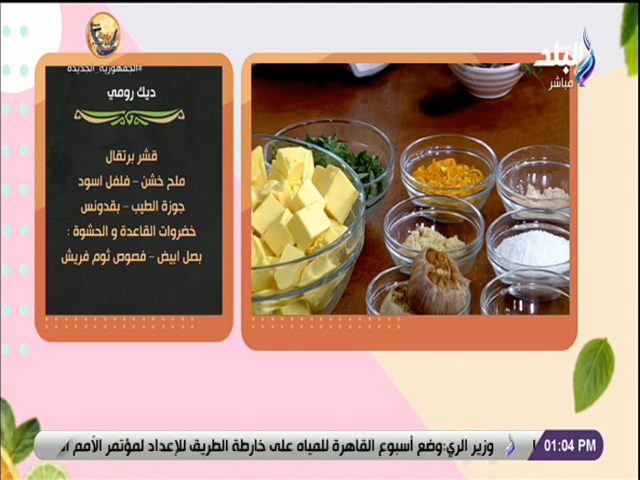 #الجمهورية_الجديدة
ديك رومي
قشر برتقال
ملح خشن – فلفل اسود
جوزة الطيب – بقدونس
خضروات القاعدة و الحشوة :
بصل ابيض – فصوص ثوم فريش
البلد
مباشر
وزير الري:وضع أسبوع القاهرة للمياه على خارطة الطريق للإعداد لمؤتمر الأمم
01:04 PM